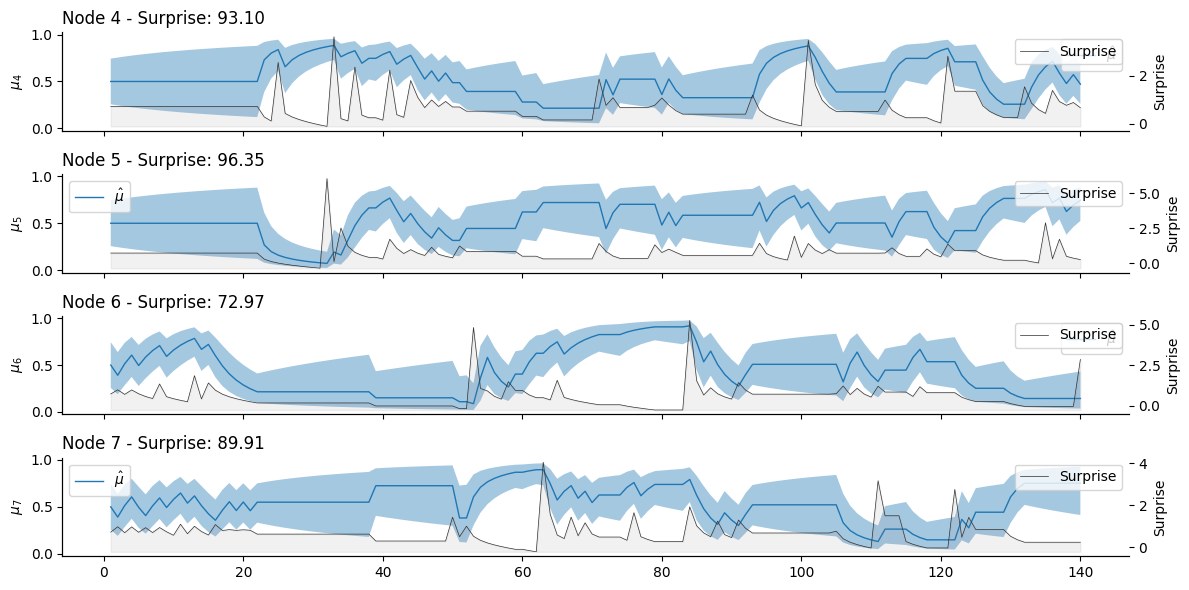 Node 4 - Surprise: 93.10
1.0
0.5
0.0
μ4
Surprise
μ̂
2
0
Surprise
Node 5 - Surprise: 96.35
1.0
0.5
0.0
μ5
μ̂
Surprise
5.0
2.5
0.0
Surprise
Node 6 - Surprise: 72.97
1.0
0.5
0.0
μ6
Surprise
μ̂
5.0
2.5
0.0
Surprise
Node 7 - Surprise: 89.91
1.0
0.5
0.0
μ7
μ̂
Surprise
4
2
0
Surprise
0 20 40 60 80 100 120 140